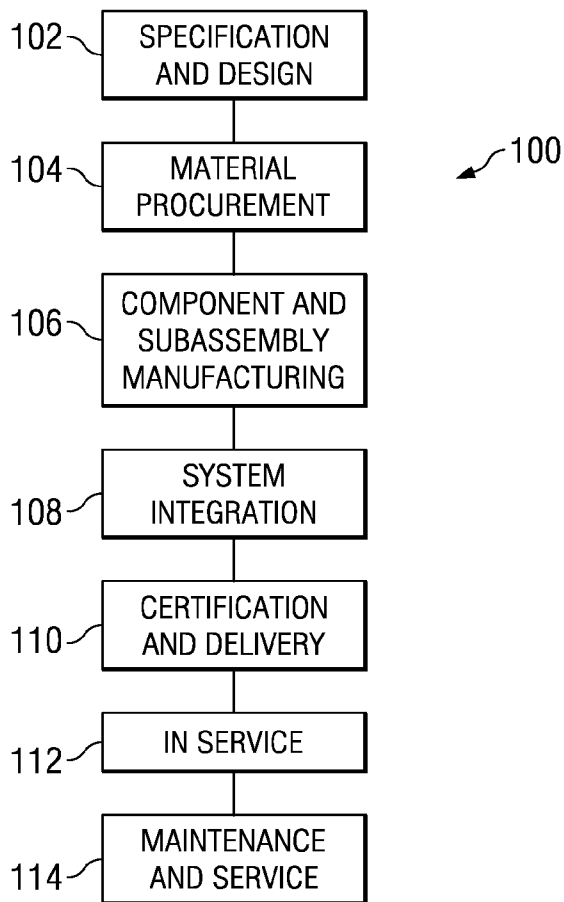 102
SPECIFICATION
AND DESIGN
100
104
MATERIAL
PROCUREMENT
106
COMPONENT AND
SUBASSEMBLY
MANUFACTURING
108
SYSTEM
INTEGRATION
110
CERTIFICATION
AND DELIVERY
112
IN SERVICE
114
MAINTENANCE
AND SERVICE